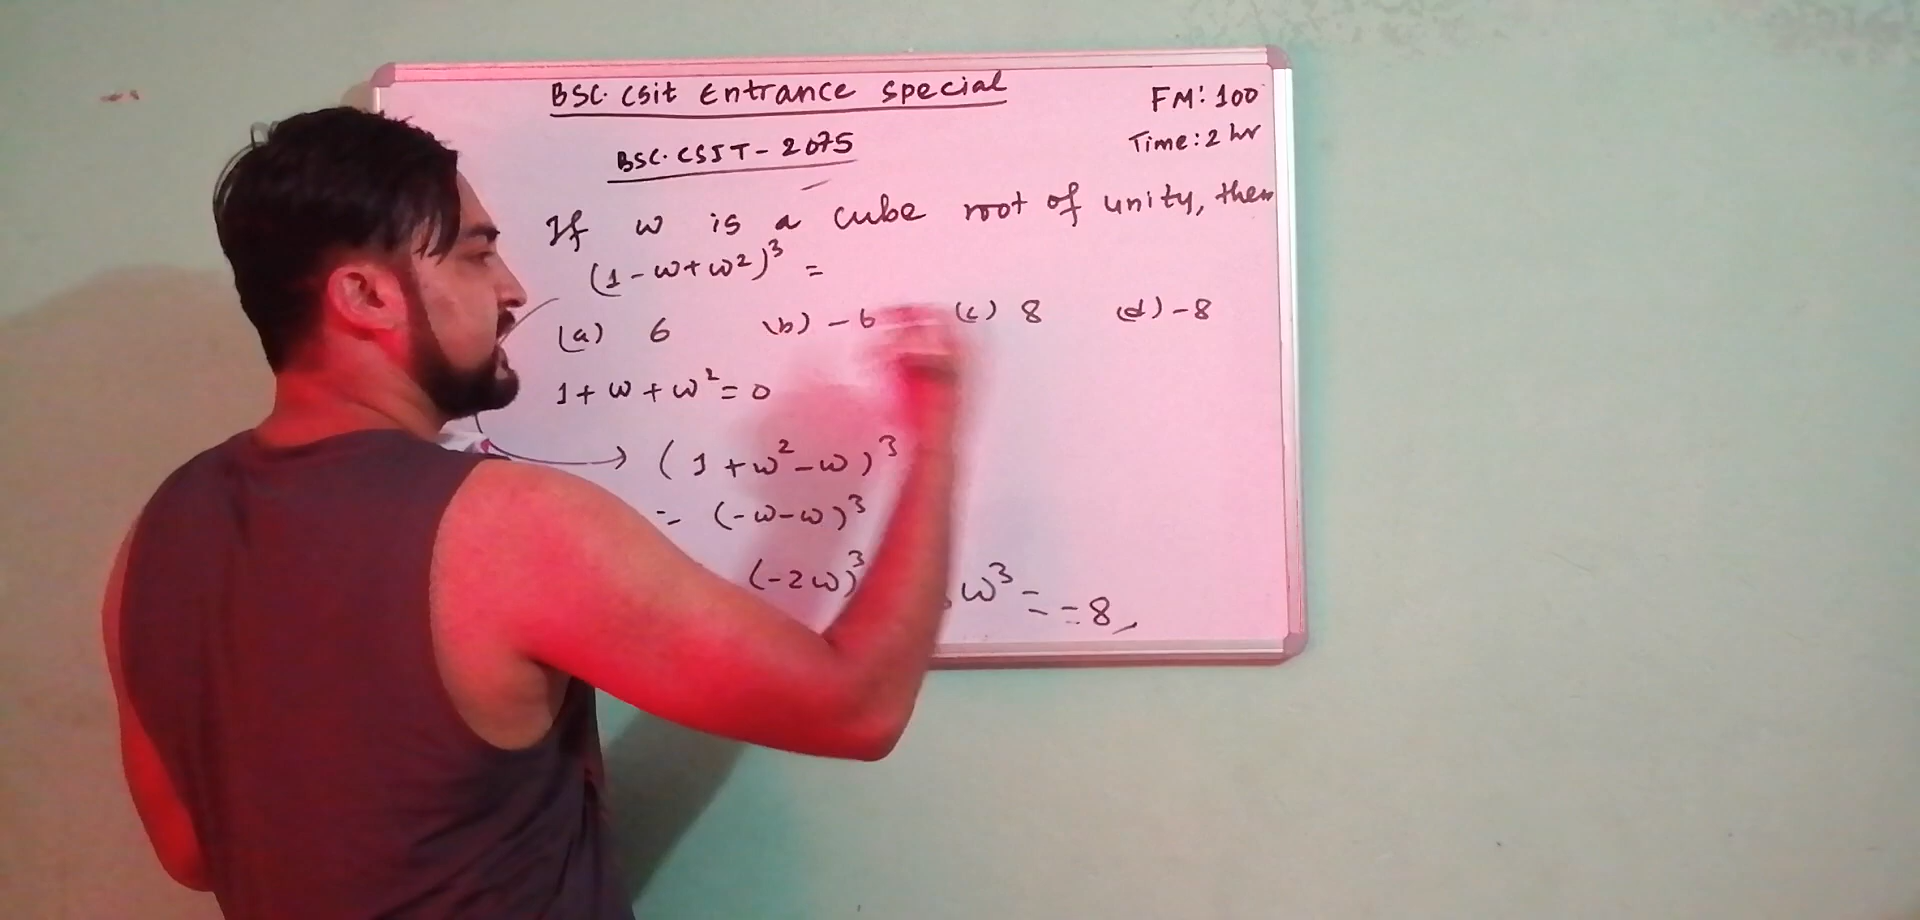 BSC. CSit Entrance Special
FM: 100
Time: 2 hr
BSC. CSIT - 2075
If ω is a cube root of unity, then
(1 - ω + ω²)³ =
(a) 6 (b) - 6 (c) 8 (d) - 8
1 + ω + ω² = 0
(1 + ω² - ω)³
= (-ω - ω)³
(-2ω)³ ω³ = -8